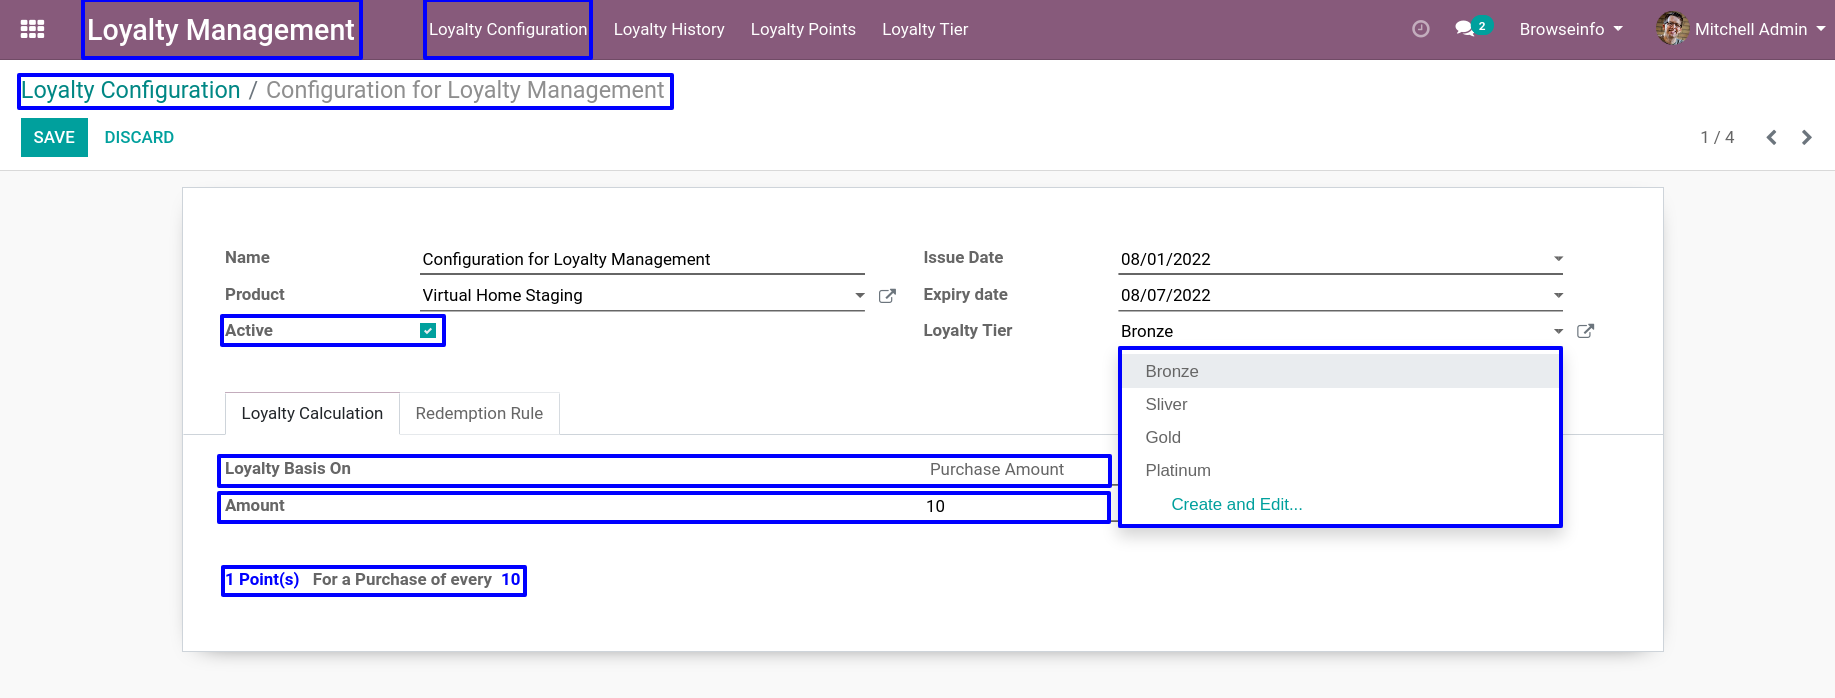 Loyalty Management Loyalty Configuration Loyalty History Loyalty Points Loyalty Tier 2 Browseinfo Mitchell Admin
Loyalty Configuration / Configuration for Loyalty Management
SAVE DISCARD 1 / 4
Name Configuration for Loyalty Management Issue Date 08/01/2022
Product Virtual Home Staging Expiry date 08/07/2022
Active Loyalty Tier Bronze
Bronze
Sliver
Gold
Platinum
Create and Edit...
Loyalty Calculation Redemption Rule
Loyalty Basis On Purchase Amount
Amount 10
1 Point(s) For a Purchase of every 10